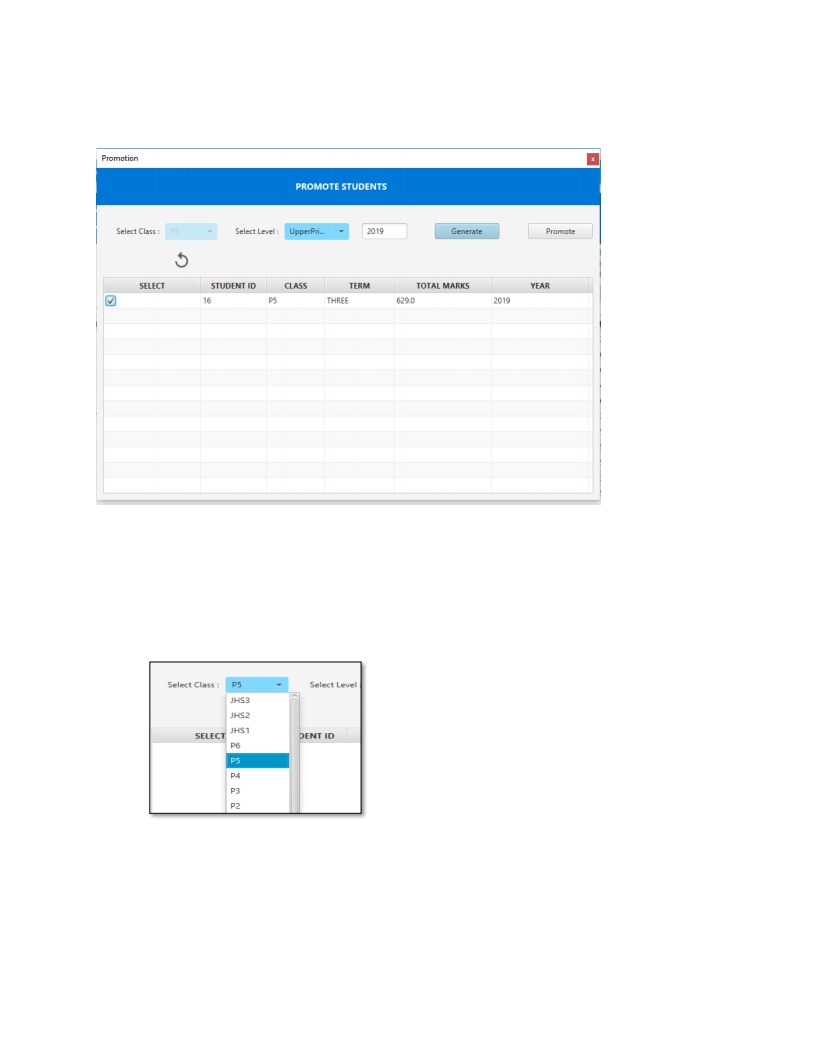 Promotion x
PROMOTE STUDENTS
Select Class : P5 Select Level : UpperPri... 2019 Generate Promote
SELECT STUDENT ID CLASS TERM TOTAL MARKS YEAR
16 P5 THREE 629.0 2019
Select Class : P5 Select Level :
JHS3
JHS2
JHS1
SELECT DENT ID
P6
P5
P4
P3
P2